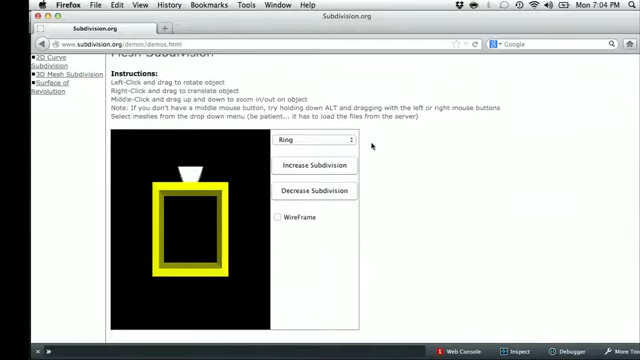 Firefox File Edit View History Bookmarks Tools Window Help Mon 7:04 PM
Subdivision.org
Subdivision.org
www.subdivision.org/demos/demos.html Google
Mesh Subdivision
2D Curve
Subdivision
3D Mesh Subdivision
Surface of
Revolution
Instructions:
Left-Click and drag to rotate object
Right-Click and drag to translate object
Middle-Click and drag up and down to zoom in/out on object
Note: If you don't have a middle mouse button, try holding down ALT and dragging with the left or right mouse buttons
Select meshes from the drop down menu (be patient... it has to load the files from the server)
Ring
Increase Subdivision
Decrease Subdivision
WireFrame
Web Console Inspect Debugger More Too